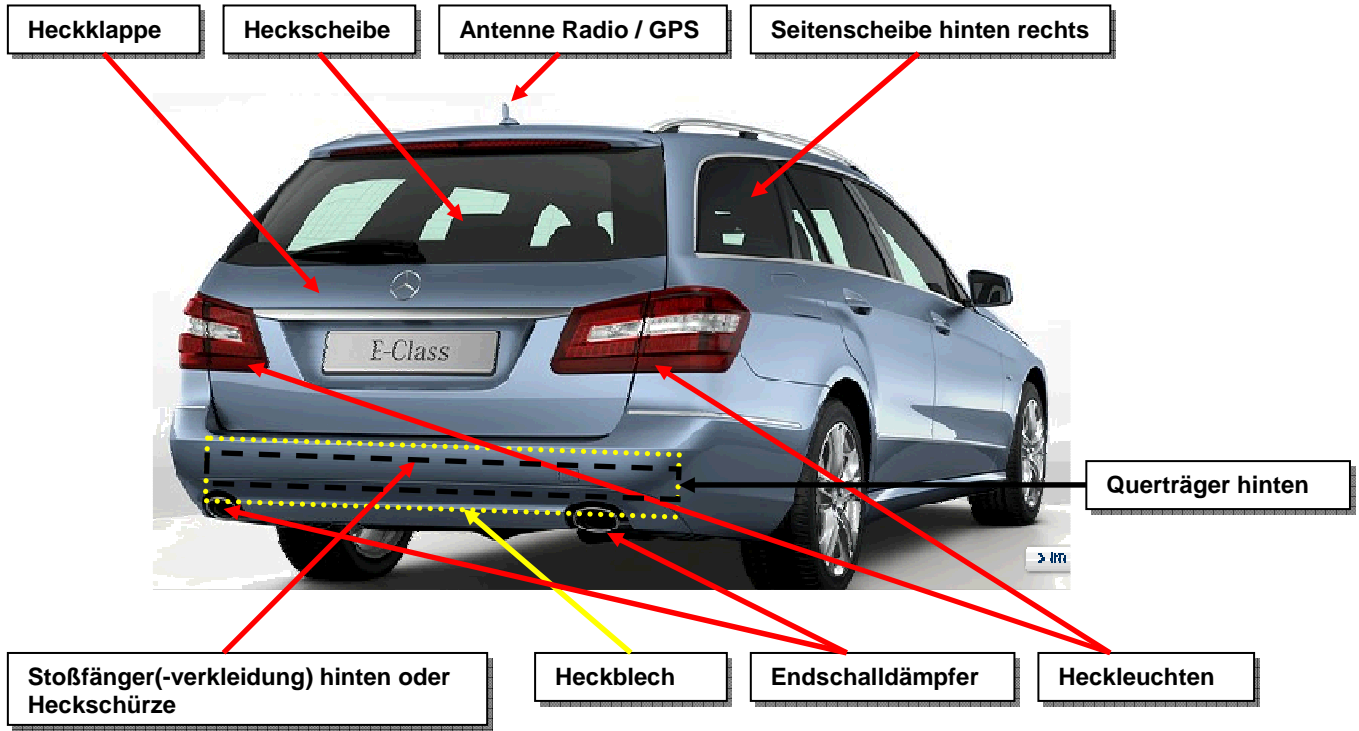 Heckklappe
Heckscheibe
Antenne Radio / GPS
Seitenscheibe hinten rechts
E-Class
Querträger hinten
Stoßfänger(-verkleidung) hinten oder
Heckschürze
Heckblech
Endschalldämpfer
Heckleuchten